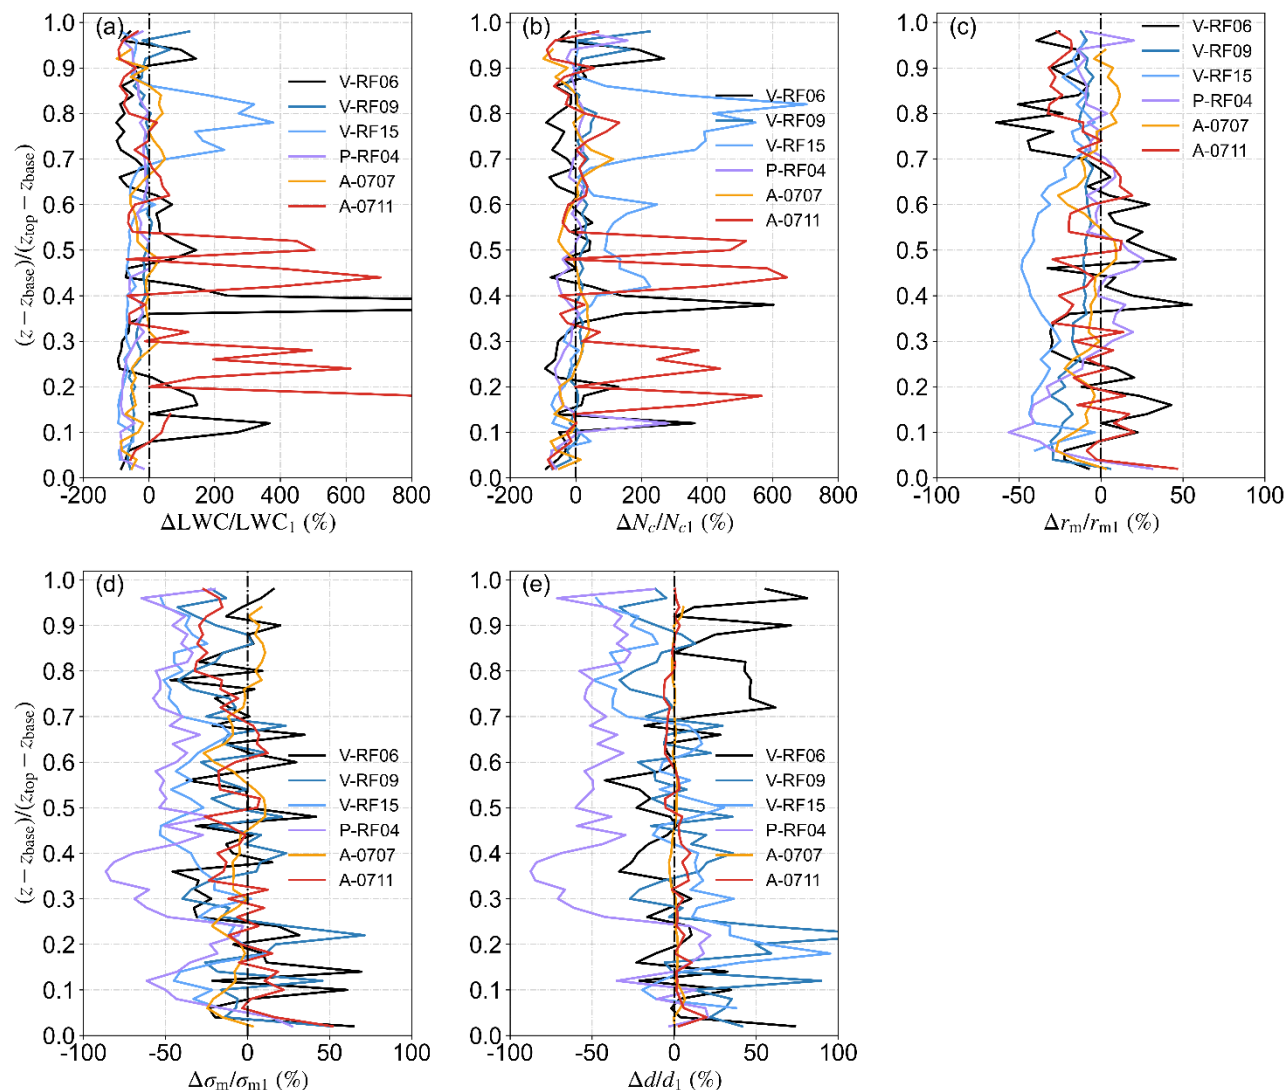 (a)
1.0
0.9
0.8
0.7
0.6
0.5
0.4
0.3
0.2
0.1
0.0
-200 0 200 400 600 800
(z − z_base)/(z_top − z_base)
ΔLWC/LWC₁ (%)
V-RF06
V-RF09
V-RF15
P-RF04
A-0707
A-0711
(b)
1.0
0.9
0.8
0.7
0.6
0.5
0.4
0.3
0.2
0.1
0.0
-200 0 200 400 600 800
ΔN_c/N_c1 (%)
V-RF06
V-RF09
V-RF15
P-RF04
A-0707
A-0711
(c)
1.0
0.9
0.8
0.7
0.6
0.5
0.4
0.3
0.2
0.1
0.0
-100 -50 0 50 100
Δr_m/r_m1 (%)
V-RF06
V-RF09
V-RF15
P-RF04
A-0707
A-0711
(d)
1.0
0.9
0.8
0.7
0.6
0.5
0.4
0.3
0.2
0.1
0.0
-100 -50 0 50 100
(z − z_base)/(z_top − z_base)
Δσ_m/σ_m1 (%)
V-RF06
V-RF09
V-RF15
P-RF04
A-0707
A-0711
(e)
1.0
0.9
0.8
0.7
0.6
0.5
0.4
0.3
0.2
0.1
0.0
-100 -50 0 50 100
Δd/d₁ (%)
V-RF06
V-RF09
V-RF15
P-RF04
A-0707
A-0711